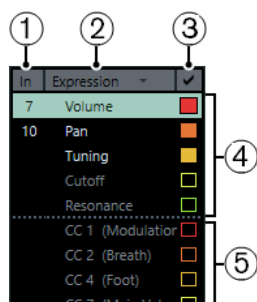 1 2 3
In Expression ✓
7 Volume
10 Pan
Tuning
4
Cutoff
Resonance
CC 1 (Modulation
CC 2 (Breath)
5
CC 4 (Foot)